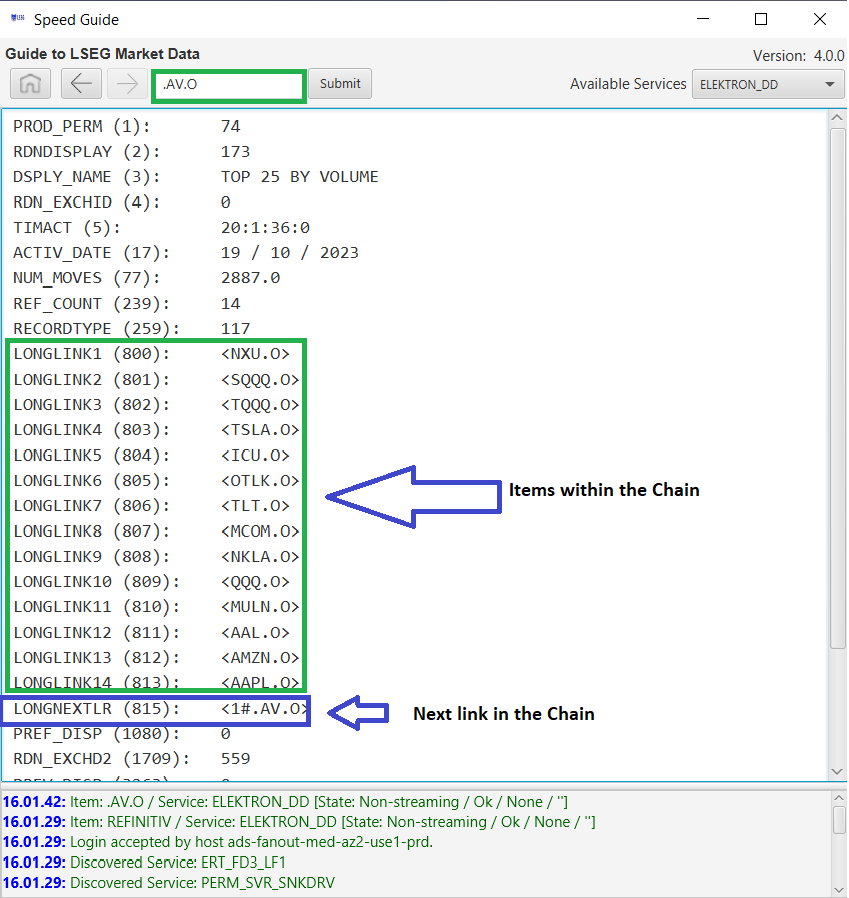 Speed Guide
Guide to LSEG Market Data
Version: 4.0.0
.AV.O
Submit
Available Services
ELEKTRON_DD
PROD_PERM (1): 74
RDNDISPLAY (2): 173
DSPLY_NAME (3): TOP 25 BY VOLUME
RDN_EXCHID (4): 0
TIMACT (5): 20:1:36:0
ACTIV_DATE (17): 19 / 10 / 2023
NUM_MOVES (77): 2887.0
REF_COUNT (239): 14
RECORDTYPE (259): 117
LONGLINK1 (800): <NXU.O>
LONGLINK2 (801): <SQQQ.O>
LONGLINK3 (802): <TQQQ.O>
LONGLINK4 (803): <TSLA.O>
LONGLINK5 (804): <ICU.O>
LONGLINK6 (805): <OTLK.O>
LONGLINK7 (806): <TLT.O>
LONGLINK8 (807): <MCOM.O>
LONGLINK9 (808): <NKLA.O>
LONGLINK10 (809): <QQQ.O>
LONGLINK11 (810): <MULN.O>
LONGLINK12 (811): <AAL.O>
LONGLINK13 (812): <AMZN.O>
LONGLINK14 (813): <AAPL.O>
Items within the Chain
LONGNEXTLR (815): <1#.AV.O>
Next link in the Chain
PREF_DISP (1080): 0
RDN_EXCHD2 (1709): 559
16.01.42: Item: .AV.O / Service: ELEKTRON_DD [State: Non-streaming / Ok / None / '']
16.01.29: Item: REFINITIV / Service: ELEKTRON_DD [State: Non-streaming / Ok / None / '']
16.01.29: Login accepted by host ads-fanout-med-az2-use1-prd.
16.01.29: Discovered Service: ERT_FD3_LF1
16.01.29: Discovered Service: PERM_SVR_SNKDRV